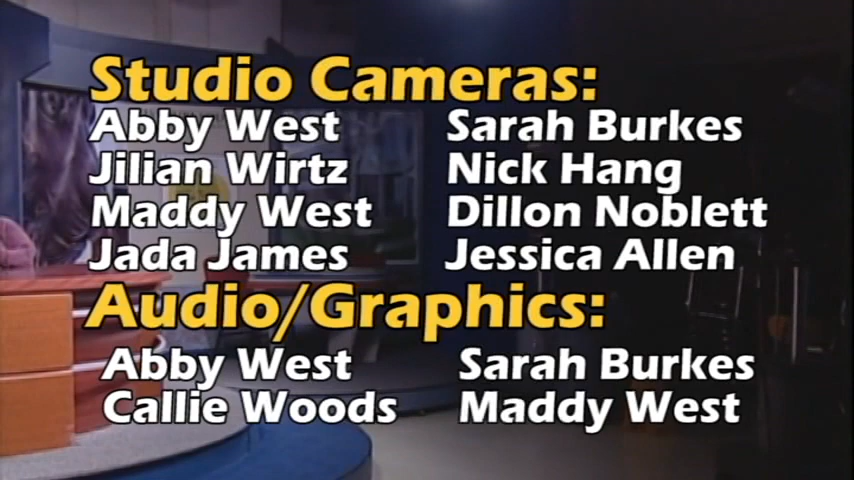 Studio Cameras:
Abby West Sarah Burkes
Jilian Wirtz Nick Hang
Maddy West Dillon Noblett
Jada James Jessica Allen
Audio/Graphics:
Abby West Sarah Burkes
Callie Woods Maddy West